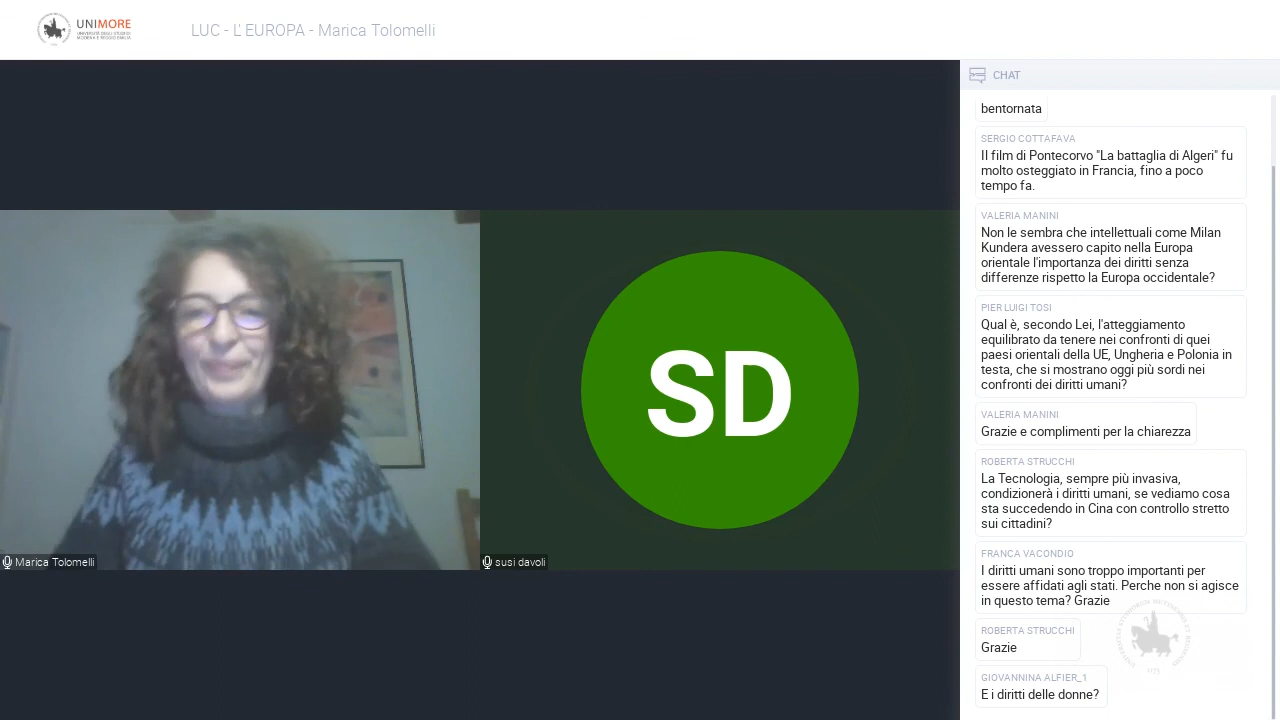 UNIMORE
UNIVERSITÀ DEGLI STUDI DI
MODENA E REGGIO EMILIA
LUC - L' EUROPA - Marica Tolomelli
CHAT
bentornata
SERGIO COTTAFAVA
Il film di Pontecorvo "La battaglia di Algeri" fu
molto osteggiato in Francia, fino a poco
tempo fa.
VALERIA MANINI
Non le sembra che intellettuali come Milan
Kundera avessero capito nella Europa
orientale l'importanza dei diritti senza
differenze rispetto la Europa occidentale?
PIER LUIGI TOSI
Qual è, secondo Lei, l'atteggiamento
equilibrato da tenere nei confronti di quei
paesi orientali della UE, Ungheria e Polonia in
testa, che si mostrano oggi più sordi nei
confronti dei diritti umani?
VALERIA MANINI
Grazie e complimenti per la chiarezza
ROBERTA STRUCCHI
La Tecnologia, sempre più invasiva,
condizionerà i diritti umani, se vediamo cosa
sta succedendo in Cina con controllo stretto
sui cittadini?
FRANCA VACONDIO
I diritti umani sono troppo importanti per
essere affidati agli stati. Perche non si agisce
in questo tema? Grazie
ROBERTA STRUCCHI
Grazie
GIOVANNINA ALFIER_1
E i diritti delle donne?
SD
Marica Tolomelli
susi davoli